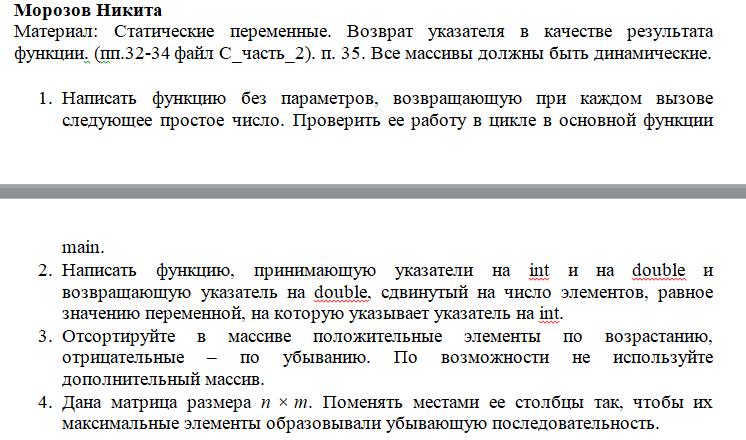 Морозов Никита
Материал: Статические переменные. Возврат указателя в качестве результата
функции. (пп.32-34 файл С_часть_2). п. 35. Все массивы должны быть динамические.
1. Написать функцию без параметров, возвращающую при каждом вызове
следующее простое число. Проверить ее работу в цикле в основной функции
main.
2. Написать функцию, принимающую указатели на int и на double и
возвращающую указатель на double, сдвинутый на число элементов, равное
значению переменной, на которую указывает указатель на int.
3. Отсортируйте в массиве положительные элементы по возрастанию,
отрицательные – по убыванию. По возможности не используйте
дополнительный массив.
4. Дана матрица размера n × m. Поменять местами ее столбцы так, чтобы их
максимальные элементы образовывали убывающую последовательность.